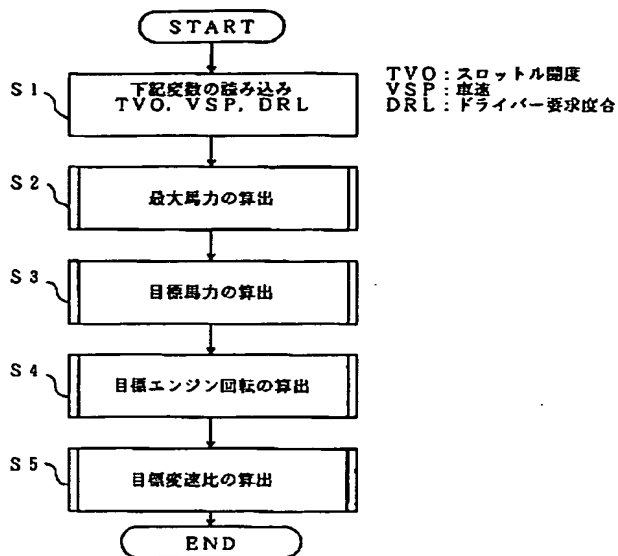 START
S1
下記変数の読み込み
TVO, VSP, DRL
TVO：スロットル開度
VSP：車速
DRL：ドライバー要求度合
S2
最大馬力の算出
S3
目標馬力の算出
S4
目標エンジン回転の算出
S5
目標変速比の算出
END